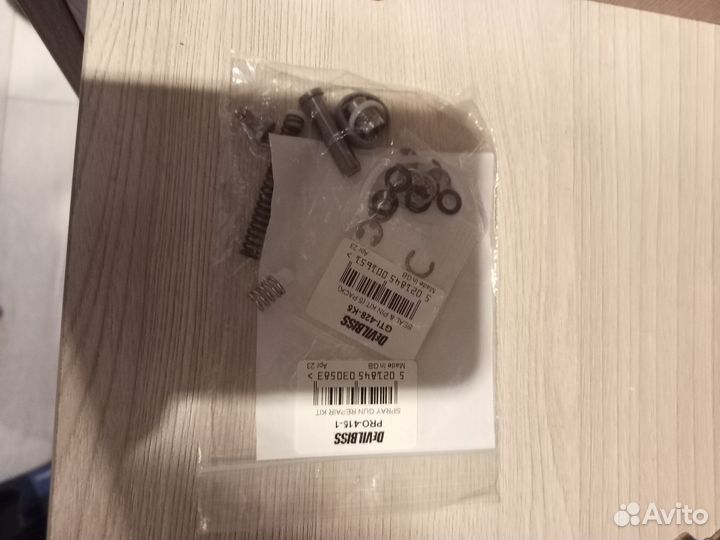 DEVILBISS
PRO-415-1
SPRAY GUN REPAIR KIT
5 021845 030583 >
Made in GB
Apr 23
DEVILBISS
GTI-428-K5
SEAL & PIN KIT (5 PACK)
5 021845 001651 >
Made in GB
Apr 23
Avito